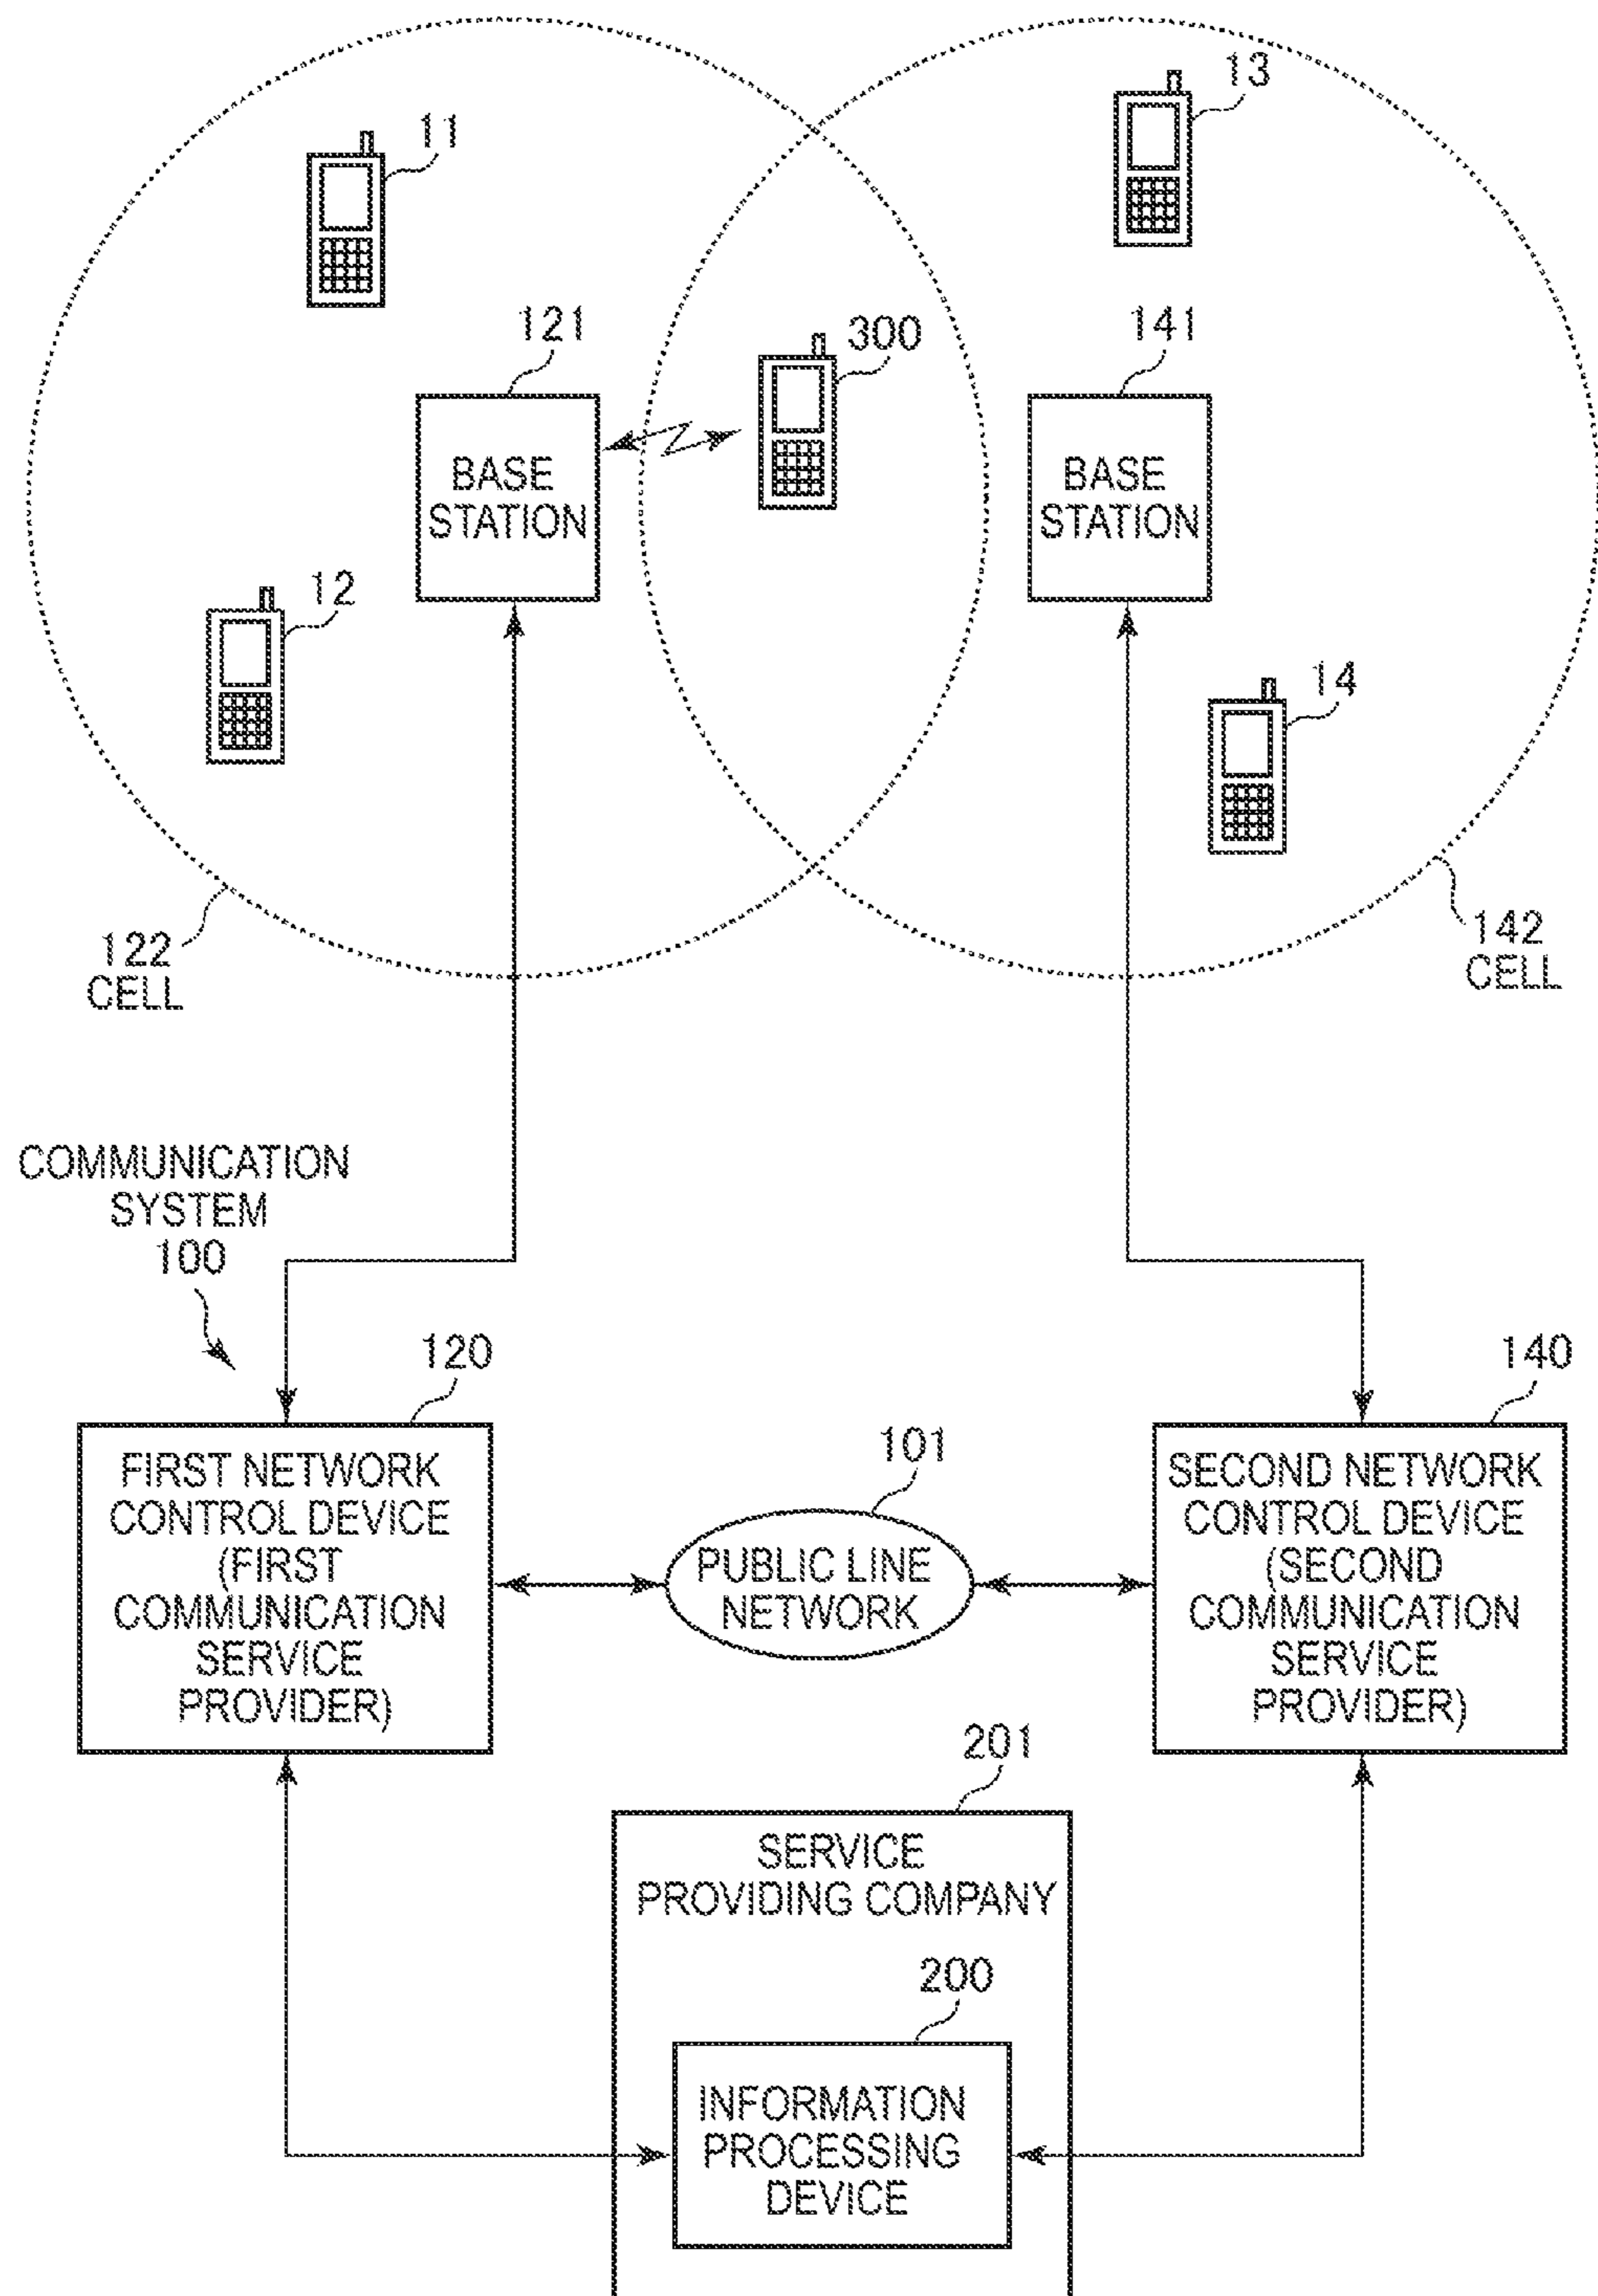 13
11
300
121
141
BASE
STATION
BASE
STATION
12
14
122
CELL
142
CELL
COMMUNICATION
SYSTEM
100
120
140
101
FIRST NETWORK
CONTROL DEVICE
(FIRST
COMMUNICATION
SERVICE
PROVIDER)
PUBLIC LINE
NETWORK
SECOND NETWORK
CONTROL DEVICE
(SECOND
COMMUNICATION
SERVICE
PROVIDER)
201
SERVICE
PROVIDING COMPANY
200
INFORMATION
PROCESSING
DEVICE